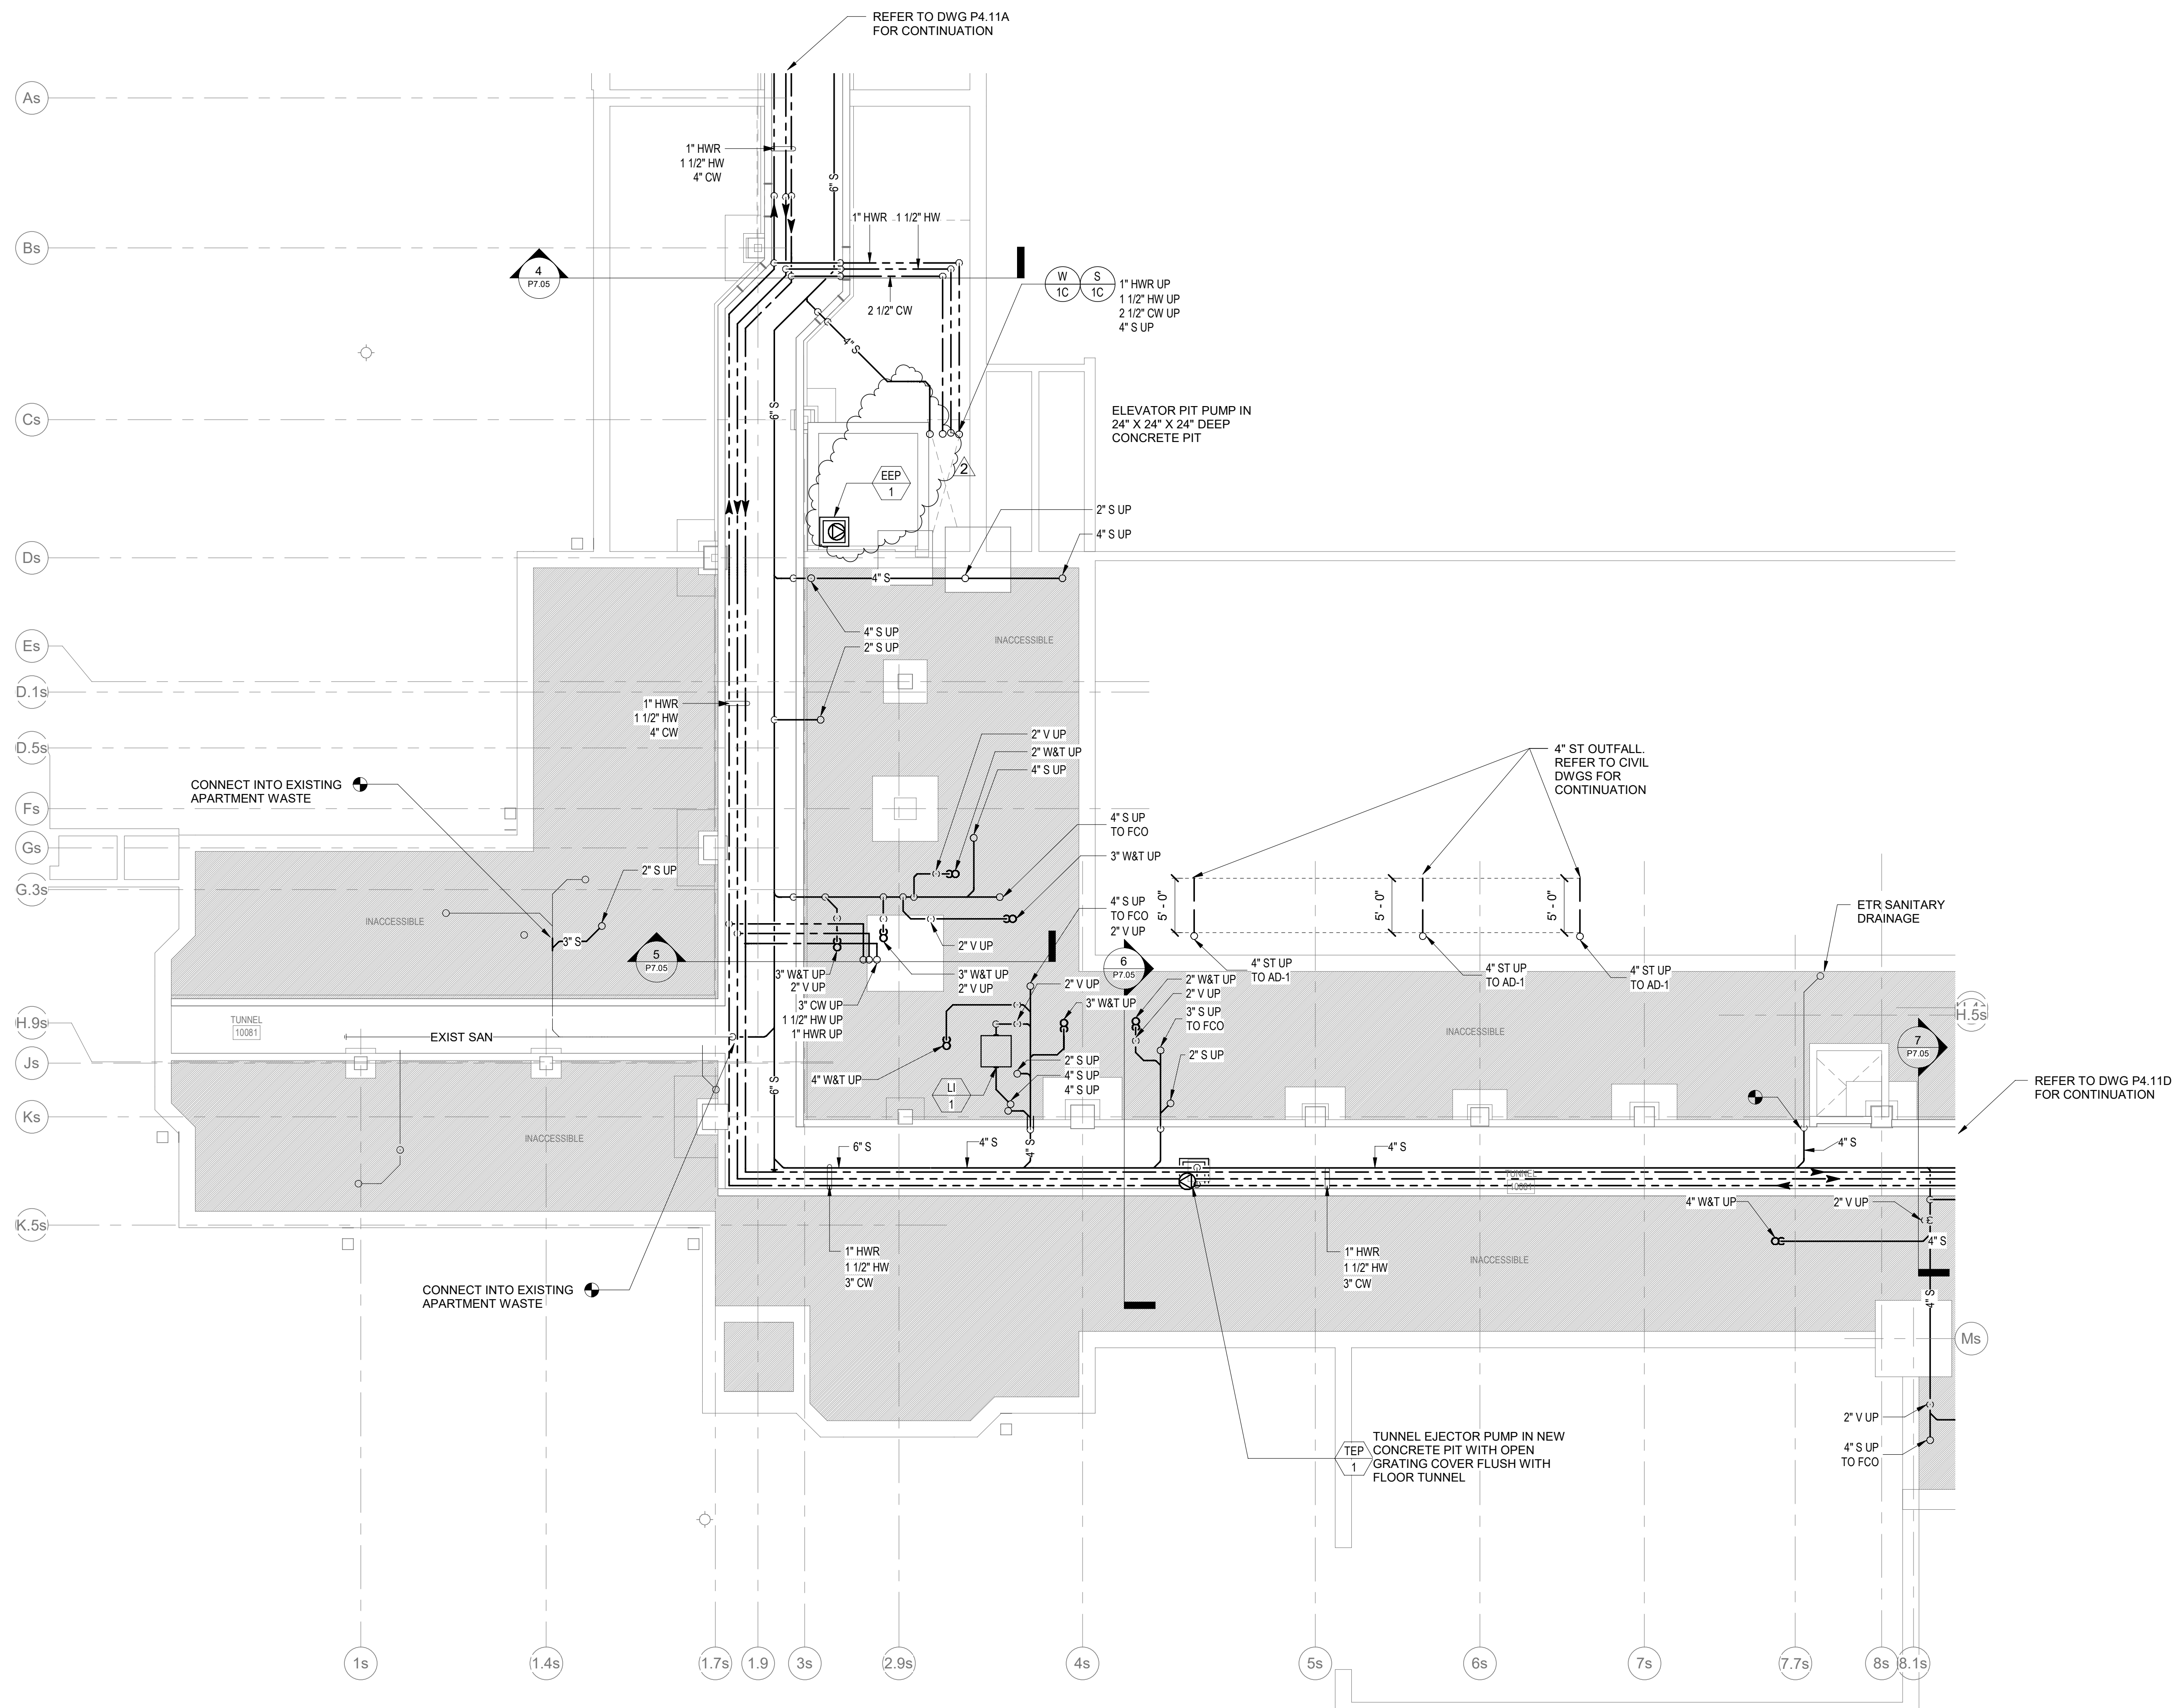 REFER TO DWG P4.11A
FOR CONTINUATION
As
1" HWR
1 1/2" HW
4" CW
6" S
Bs
1" HWR
1 1/2" HW
4
P7.05
W
1C
S
1C
1" HWR UP
1 1/2" HW UP
2 1/2" CW UP
4" S UP
2 1/2" CW
4" S
6" S
Cs
ELEVATOR PIT PUMP IN
24" X 24" X 24" DEEP
CONCRETE PIT
EEP
1
2
2" S UP
4" S UP
Ds
4" S
4" S UP
2" S UP
INACCESSIBLE
Es
D.1s
1" HWR
1 1/2" HW
4" CW
D.5s
2" V UP
2" W&T UP
4" S UP
4" ST OUTFALL.
REFER TO CIVIL
DWGS FOR
CONTINUATION
CONNECT INTO EXISTING
APARTMENT WASTE
Fs
4" S UP
TO FCO
Gs
3" W&T UP
2" S UP
G.3s
4" S UP
TO FCO
2" V UP
5' - 0"
5' - 0"
5' - 0"
ETR SANITARY
DRAINAGE
INACCESSIBLE
3" S
5
P7.05
2" V UP
6
P7.05
4" ST UP
TO AD-1
4" ST UP
TO AD-1
4" ST UP
TO AD-1
3" W&T UP
2" V UP
3" W&T UP
2" V UP
2" V UP
2" W&T UP
2" V UP
3" CW UP
1 1/2" HW UP
1" HWR UP
3" W&T UP
3" S UP
TO FCO
H.4s
H.5s
H.9s
TUNNEL
10081
EXIST SAN
INACCESSIBLE
7
P7.05
Js
2" S UP
4" S UP
4" S UP
2" S UP
4" W&T UP
LI
1
6" S
REFER TO DWG P4.11D
FOR CONTINUATION
Ks
INACCESSIBLE
6" S
4" S
4" S
4" S
4" S
TUNNEL
10081
4" W&T UP
2" V UP
K.5s
4" S
1" HWR
1 1/2" HW
3" CW
1" HWR
1 1/2" HW
3" CW
INACCESSIBLE
CONNECT INTO EXISTING
APARTMENT WASTE
4" S
Ms
2" V UP
4" S UP
TO FCO
TEP
1
TUNNEL EJECTOR PUMP IN NEW
CONCRETE PIT WITH OPEN
GRATING COVER FLUSH WITH
FLOOR TUNNEL
1s
1.4s
1.7s
1.9
3s
2.9s
4s
5s
6s
7s
7.7s
8s
8.1s